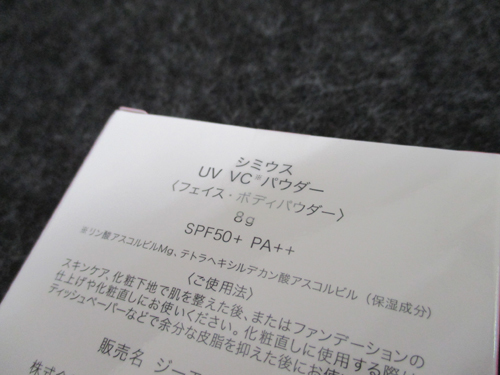 シミウス
UV VC※パウダー
〈フェイス・ボディパウダー〉
8g
SPF50+ PA++
※リン酸アスコルビルMg、テトラヘキシルデカン酸アスコルビル（保湿成分）
〈ご使用法〉
スキンケア、化粧下地で肌を整えた後、またはファンデーションの
仕上げや化粧直しにお使いください。化粧直しに使用する際は
ティッシュペーパーなどで余分な皮脂を抑えた後にお使い
販売名 ジー
株式